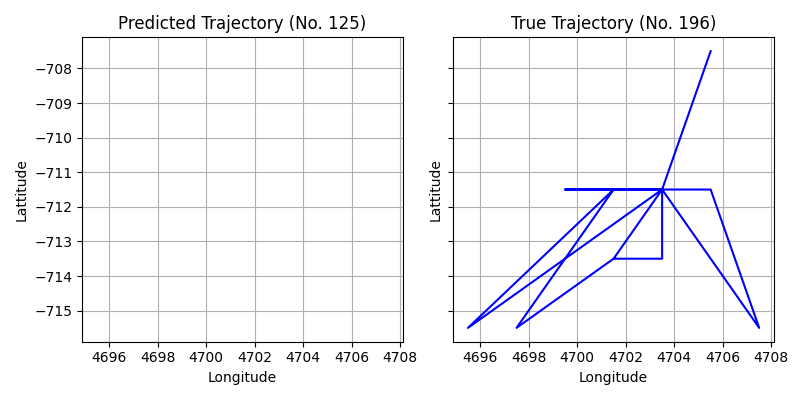 Predicted Trajectory (No. 125)
True Trajectory (No. 196)
Lattitude
Lattitude
−708
−709
−710
−711
−712
−713
−714
−715
4696 4698 4700 4702 4704 4706 4708
4696 4698 4700 4702 4704 4706 4708
Longitude
Longitude